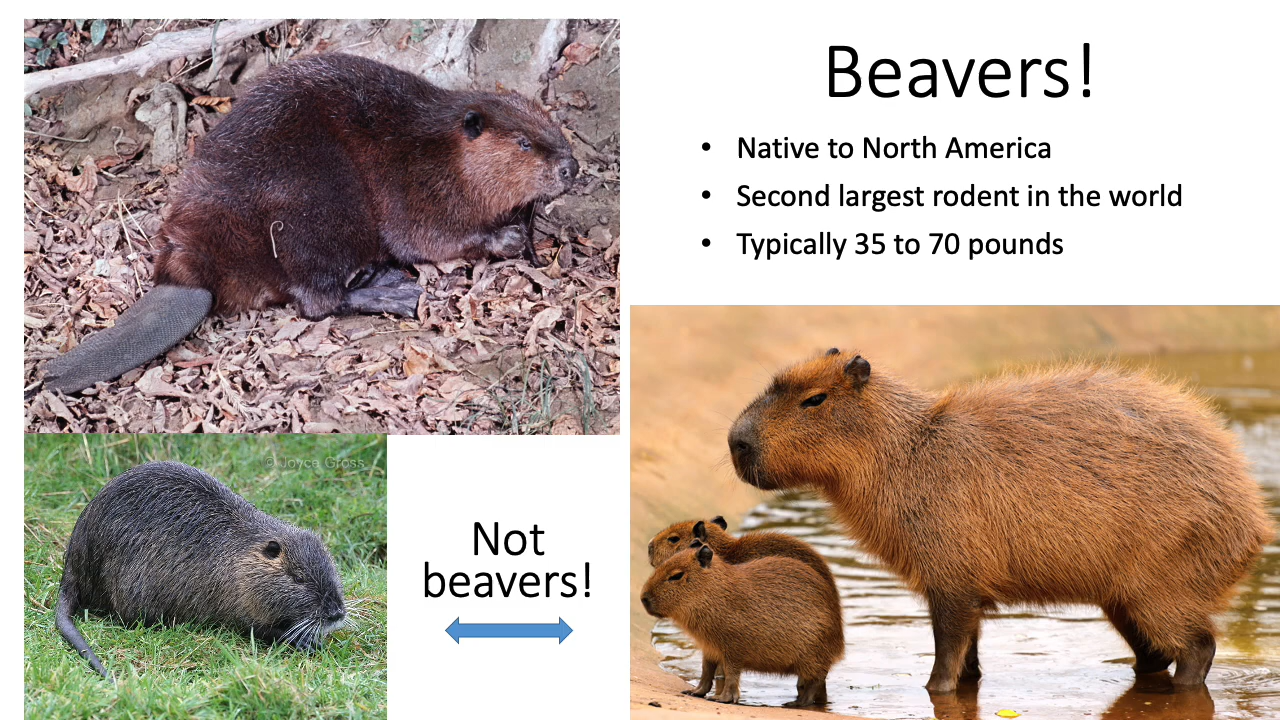 Beavers!
• Native to North America
• Second largest rodent in the world
• Typically 35 to 70 pounds
© Joyce Gross
Not
beavers!